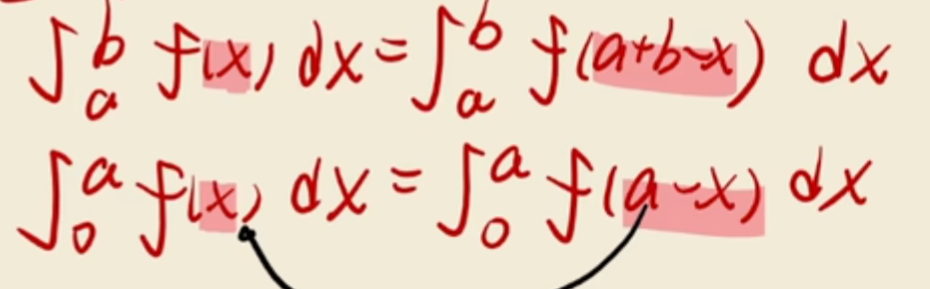 ∫_a^b f(x) dx = ∫_a^b f(a+b-x) dx
∫_0^a f(x) dx = ∫_0^a f(a-x) dx